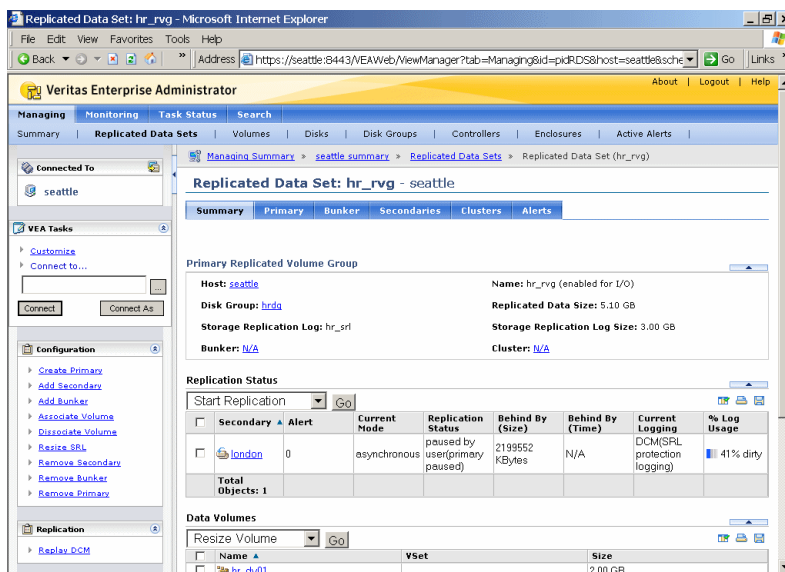 Replicated Data Set: hr_rvg - Microsoft Internet Explorer
File Edit View Favorites Tools Help
Back » Address https://seattle:8443/VEAWeb/ViewManager?tab=Managing&id=pidRDS&host=seattle&sche Go Links »
Veritas Enterprise Administrator
About | Logout | Help
Managing Monitoring Task Status Search
Summary | Replicated Data Sets | Volumes | Disks | Disk Groups | Controllers | Enclosures | Active Alerts |
Connected To
seattle
VEA Tasks
Customize
Connect to...
...
Connect Connect As
Configuration
Create Primary
Add Secondary
Add Bunker
Associate Volume
Dissociate Volume
Resize SRL
Remove Secondary
Remove Bunker
Remove Primary
Replication
Replay DCM
Managing Summary » seattle summary » Replicated Data Sets » Replicated Data Set (hr_rvg)
Replicated Data Set: hr_rvg - seattle
Summary Primary Bunker Secondaries Clusters Alerts
Primary Replicated Volume Group
Host: seattle Name: hr_rvg (enabled for I/O)
Disk Group: hrdg Replicated Data Size: 5.10 GB
Storage Replication Log: hr_srl Storage Replication Log Size: 3.00 GB
Bunker: N/A Cluster: N/A
Replication Status
Start Replication Go
Secondary Alert Current Mode Replication Status Behind By (Size) Behind By (Time) Current Logging % Log Usage
london 0 asynchronous paused by user(primary paused) 2199552 KBytes N/A DCM(SRL protection logging) 41% dirty
Total Objects: 1
Data Volumes
Resize Volume Go
Name VSet Size
hr_dv01 2.00 GB